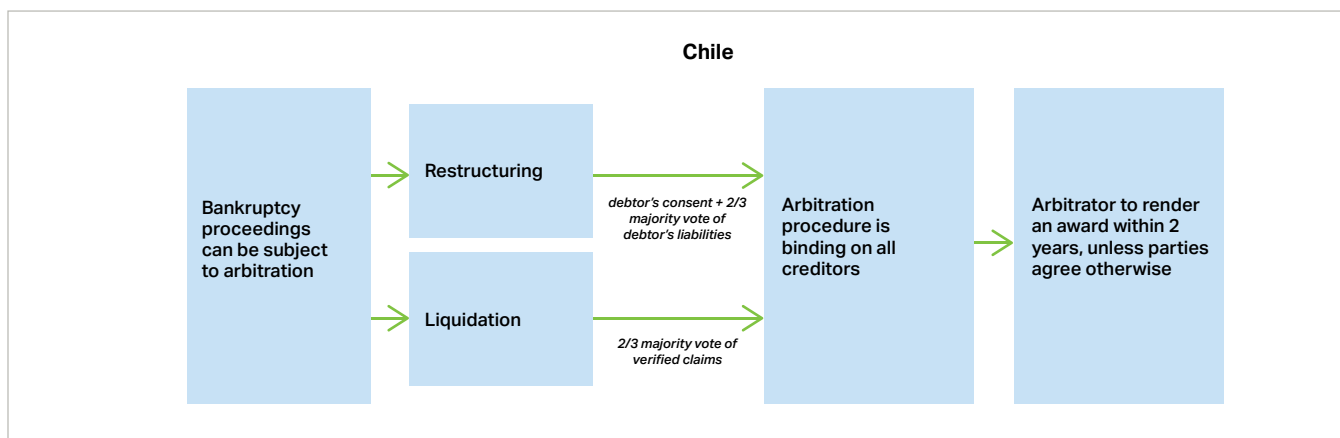 Chile
Bankruptcy
proceedings
can be subject
to arbitration
Restructuring
debtor's consent + 2/3
majority vote of
debtor's liabilities
Liquidation
2/3 majority vote of
verified claims
Arbitration
procedure is
binding on all
creditors
Arbitrator to render
an award within 2
years, unless parties
agree otherwise